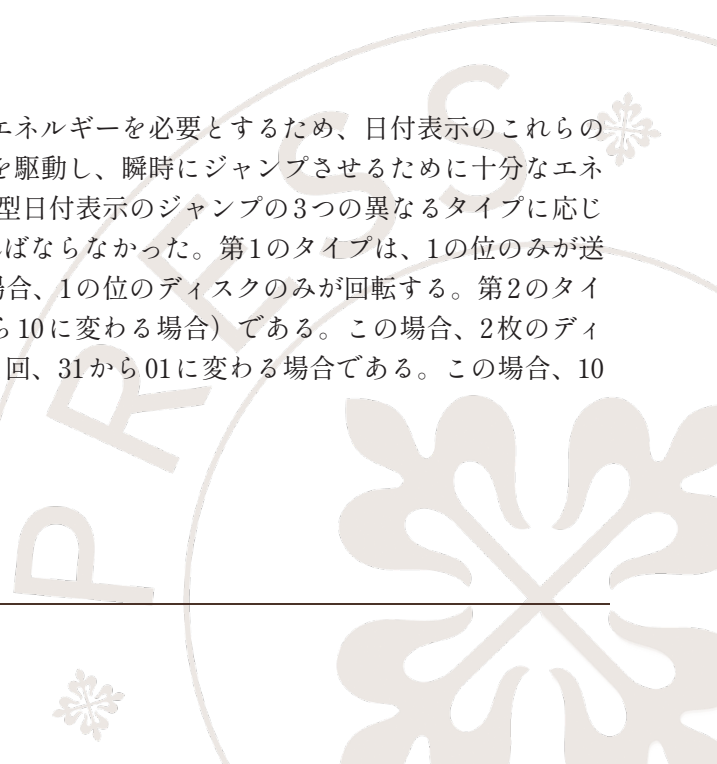 エネルギーを必要とするため、日付表示のこれらの
を駆動し、瞬時にジャンプさせるために十分なエネ
型日付表示のジャンプの3つの異なるタイプに応じ
ればならなかった。第1のタイプは、1の位のみが送
場合、1の位のディスクのみが回転する。第2のタイ
ら10に変わる場合）である。この場合、2枚のディ
回、31から01に変わる場合である。この場合、10
PRESS